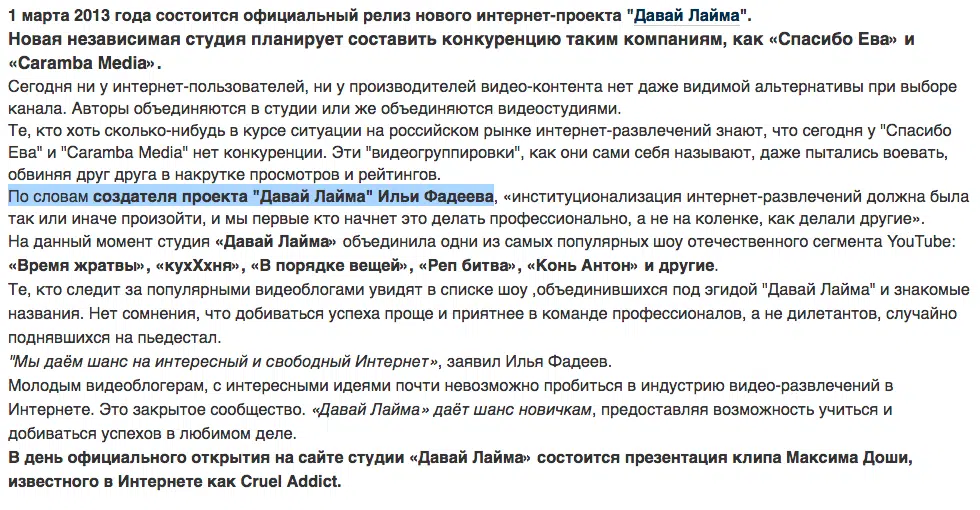 1 марта 2013 года состоится официальный релиз нового интернет-проекта "Давай Лайма".
Новая независимая студия планирует составить конкуренцию таким компаниям, как «Спасибо Ева» и
«Caramba Media».
Сегодня ни у интернет-пользователей, ни у производителей видео-контента нет даже видимой альтернативы при выборе
канала. Авторы объединяются в студии или же объединяются видеостудиями.
Те, кто хоть сколько-нибудь в курсе ситуации на российском рынке интернет-развлечений знают, что сегодня у "Спасибо
Ева" и "Caramba Media" нет конкуренции. Эти "видеогруппировки", как они сами себя называют, даже пытались воевать,
обвиняя друг друга в накрутке просмотров и рейтингов.
По словам создателя проекта "Давай Лайма" Ильи Фадеева, «институционализация интернет-развлечений должна была
так или иначе произойти, и мы первые кто начнет это делать профессионально, а не на коленке, как делали другие».
На данный момент студия «Давай Лайма» объединила одни из самых популярных шоу отечественного сегмента YouTube:
«Время жратвы», «кухХхня», «В порядке вещей», «Реп битва», «Конь Антон» и другие.
Те, кто следит за популярными видеоблогами увидят в списке шоу ,объединившихся под эгидой "Давай Лайма" и знакомые
названия. Нет сомнения, что добиваться успеха проще и приятнее в команде профессионалов, а не дилетантов, случайно
поднявшихся на пьедестал.
"Мы даём шанс на интересный и свободный Интернет», заявил Илья Фадеев.
Молодым видеоблогерам, с интересными идеями почти невозможно пробиться в индустрию видео-развлечений в
Интернете. Это закрытое сообщество. «Давай Лайма» даёт шанс новичкам, предоставляя возможность учиться и
добиваться успехов в любимом деле.
В день официального открытия на сайте студии «Давай Лайма» состоится презентация клипа Максима Доши,
известного в Интернете как Cruel Addict.